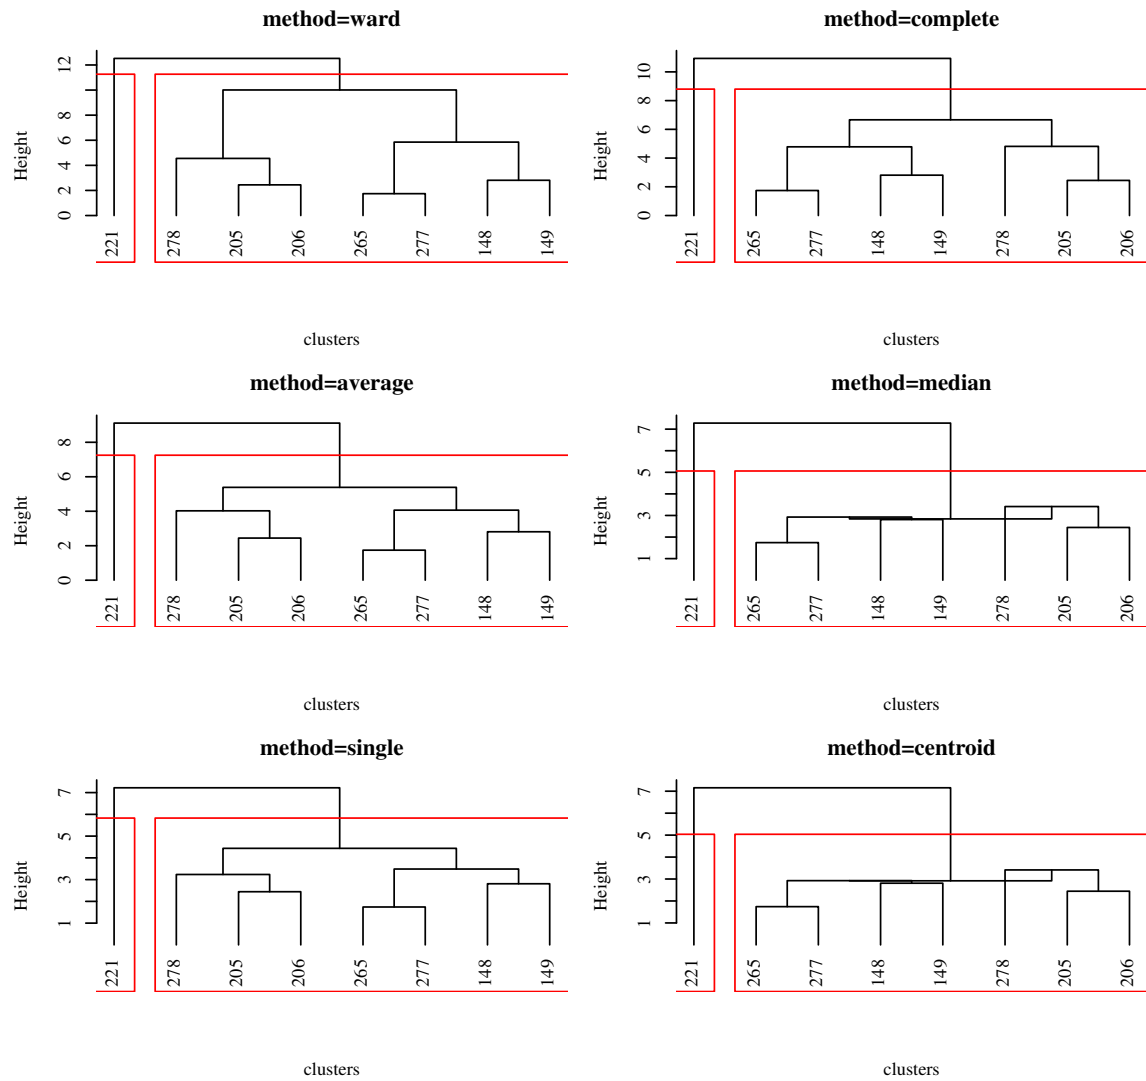 method=ward
Height
0 2 4 6 8 12
221 278 205 206 265 277 148 149
clusters
method=complete
Height
0 2 4 6 8 10
221 265 277 148 149 278 205 206
clusters
method=average
Height
0 2 4 6 8
221 278 205 206 265 277 148 149
clusters
method=median
Height
1 3 5 7
221 265 277 148 149 278 205 206
clusters
method=single
Height
1 3 5 7
221 278 205 206 265 277 148 149
clusters
method=centroid
Height
1 3 5 7
221 265 277 148 149 278 205 206
clusters